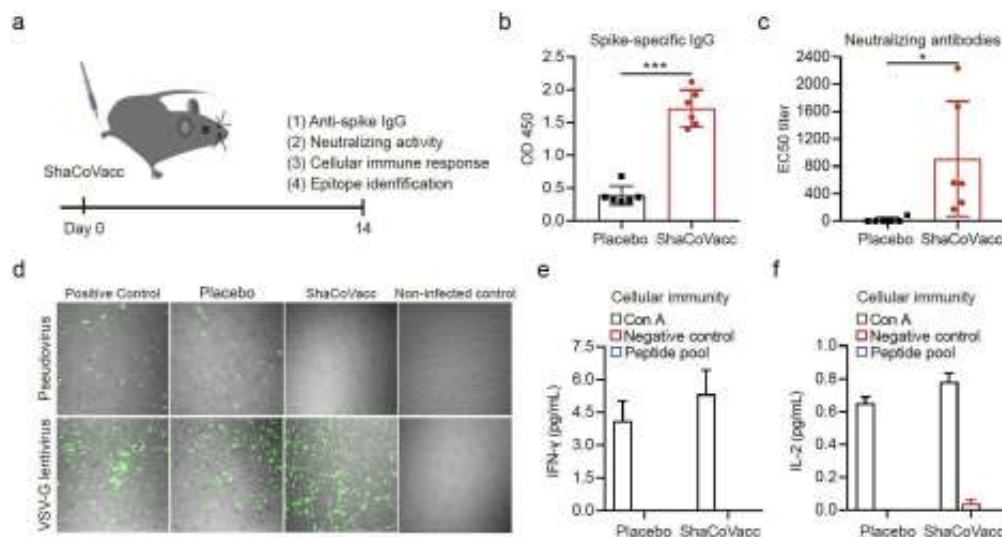 a
ShaCoVacc
(1) Anti-spike IgG
(2) Neutralizing activity
(3) Cellular immune response
(4) Epitope idenfification
Day 0
14
b
Spike-specific IgG
***
OD 450
2.5
2.0
1.5
1.0
0.5
0.0
Placebo ShaCoVacc
c
Neutralizing antibodies
*
EC50 titer
2400
2000
1600
1200
800
400
0
Placebo ShaCoVacc
d
Positive Control Placebo ShaCoVacc Non-infected control
Pseudovirus
VSV-G lentivirus
e
Cellular immunity
Con A
Negative control
Peptide pool
IFN-γ (pg/mL)
7.5
6.0
4.5
3.0
1.5
0.0
Placebo ShaCoVacc
f
Cellular immunity
Con A
Negative control
Peptide pool
IL-2 (pg/mL)
1.0
0.8
0.6
0.4
0.2
0.0
Placebo ShaCoVacc